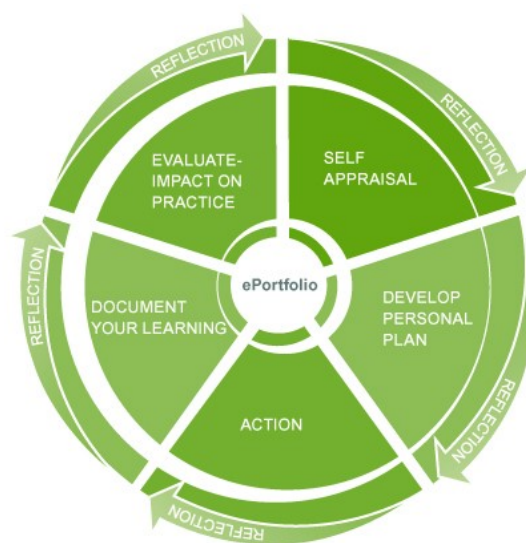 REFLECTION
REFLECTION
EVALUATE-
IMPACT ON
PRACTICE
SELF
APPRAISAL
ePortfolio
REFLECTION
DOCUMENT
YOUR LEARNING
DEVELOP
PERSONAL
PLAN
REFLECTION
ACTION
REFLECTION